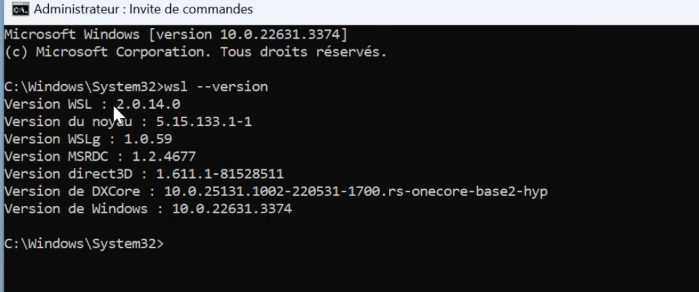 Administrateur : Invite de commandes
Microsoft Windows [version 10.0.22631.3374]
(c) Microsoft Corporation. Tous droits réservés.
C:\Windows\System32>wsl --version
Version WSL : 2.0.14.0
Version du noyau : 5.15.133.1-1
Version WSLg : 1.0.59
Version MSRDC : 1.2.4677
Version direct3D : 1.611.1-81528511
Version de DXCore : 10.0.25131.1002-220531-1700.rs-onecore-base2-hyp
Version de Windows : 10.0.22631.3374
C:\Windows\System32>